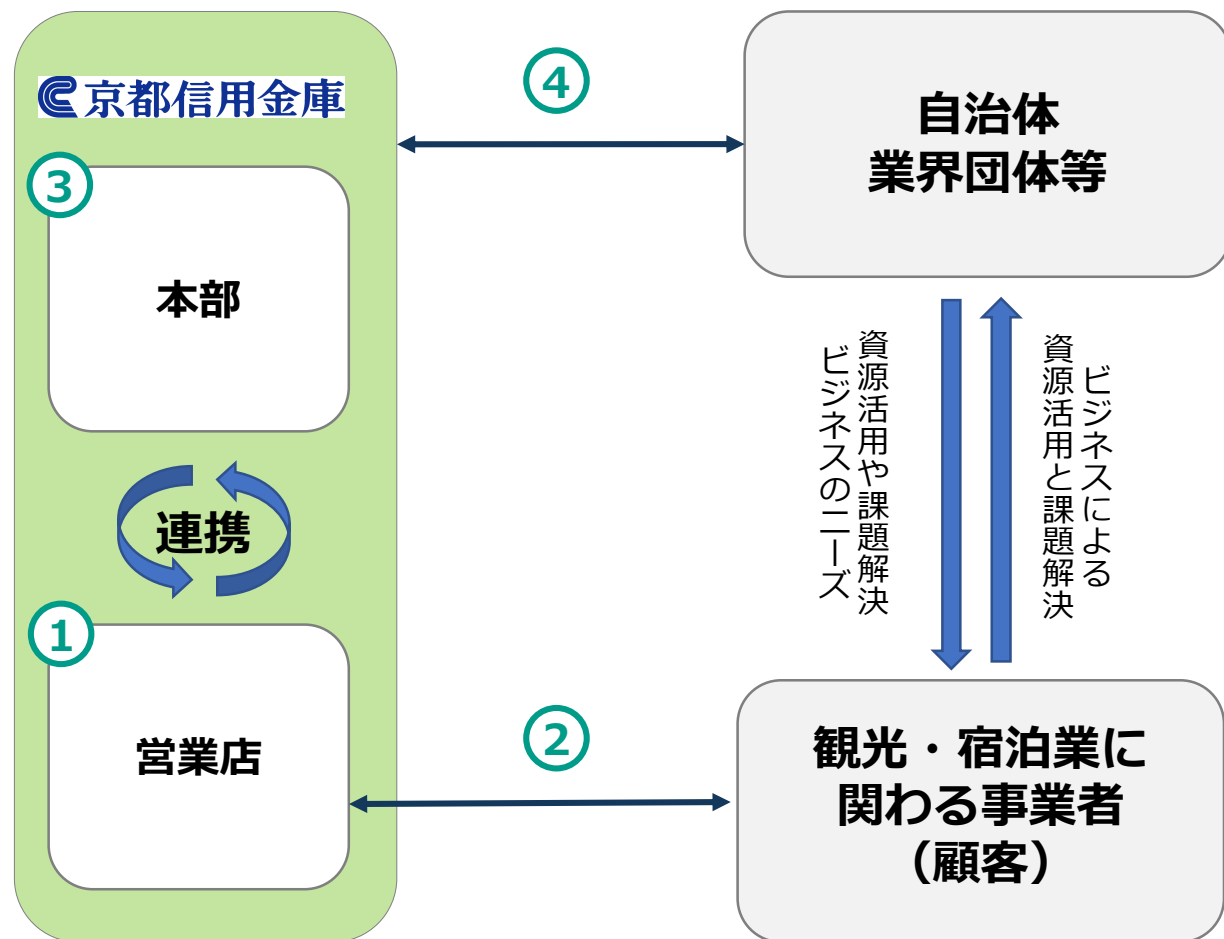 京都信用金庫
④
自治体
業界団体等
③
本部
資源活用や課題解決
ビジネスのニーズ
ビジネスによる
資源活用と課題解決
連携
①
営業店
②
観光・宿泊業に
関わる事業者
（顧客）